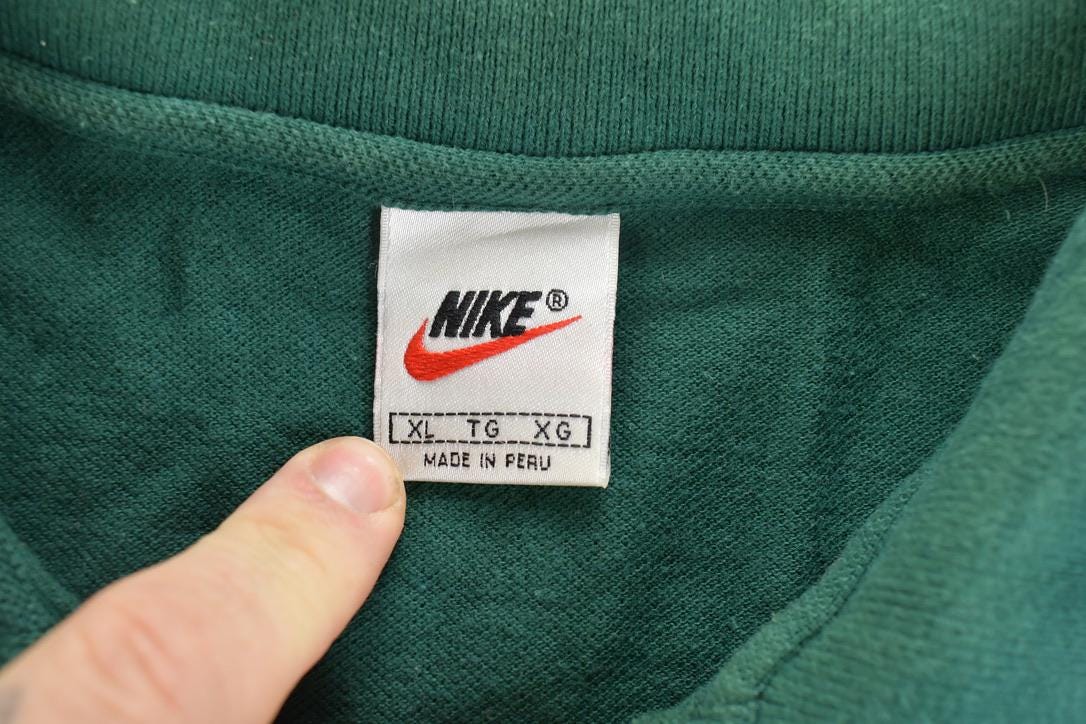 NIKE®
XL TG XG
MADE IN PERU